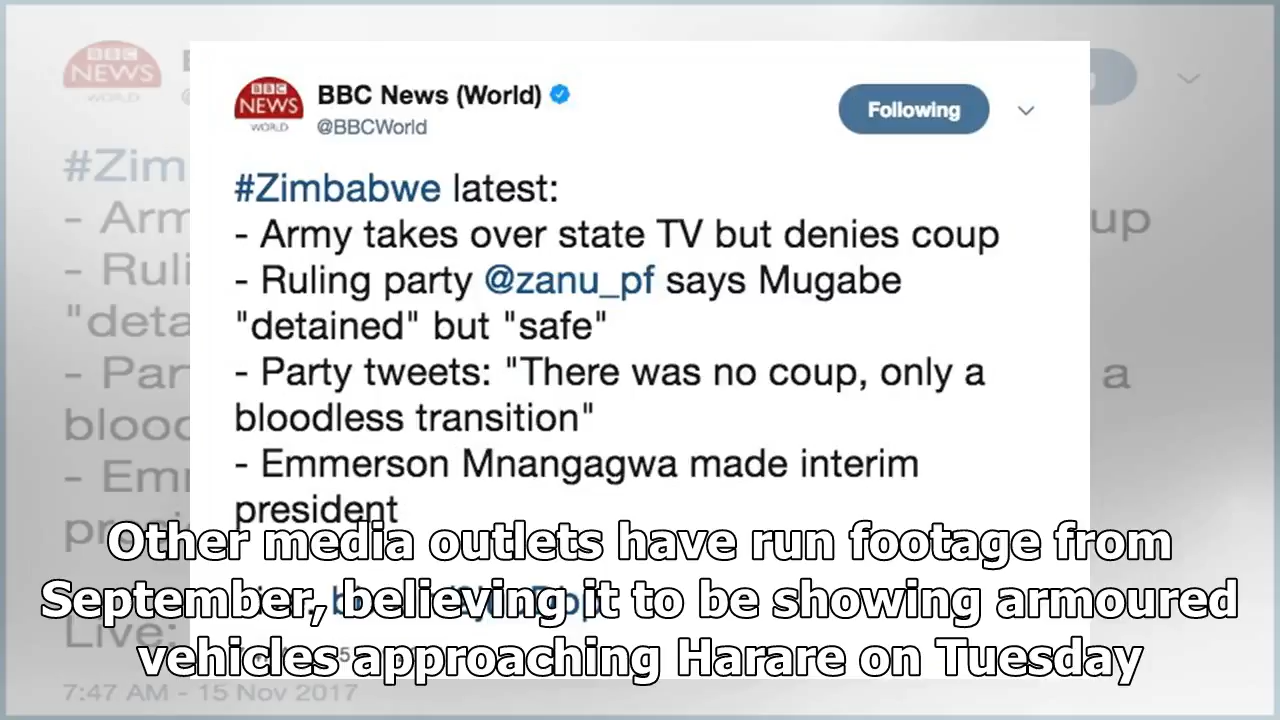 BBC NEWS WORLD
BBC News (World)
@BBCWorld
Following
#Zimbabwe latest:
- Army takes over state TV but denies coup
- Ruling party @zanu_pf says Mugabe
"detained" but "safe"
- Party tweets: "There was no coup, only a
bloodless transition"
- Emmerson Mnangagwa made interim
president
Other media outlets have run footage from
September, believing it to be showing armoured
vehicles approaching Harare on Tuesday
Live:
7:47 AM - 15 Nov 2017